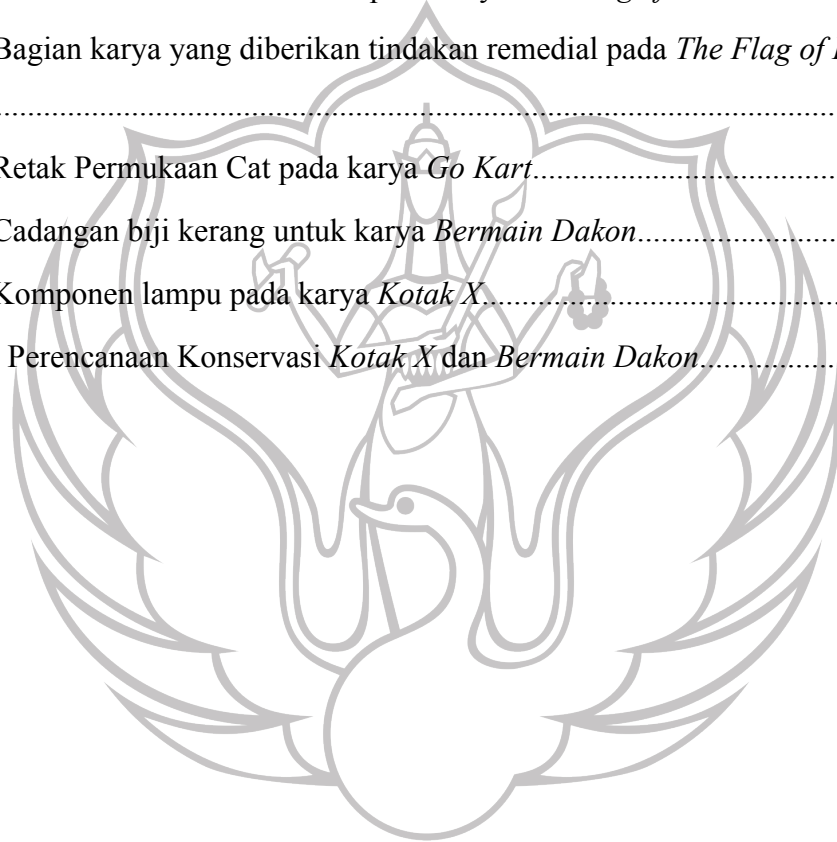 Bagian karya yang diberikan tindakan remedial pada The Flag of
..........................................................................................................................
Retak Permukaan Cat pada karya Go Kart..........................................
Cadangan biji kerang untuk karya Bermain Dakon............................
Komponen lampu pada karya Kotak X................................................
Perencanaan Konservasi Kotak X dan Bermain Dakon..................